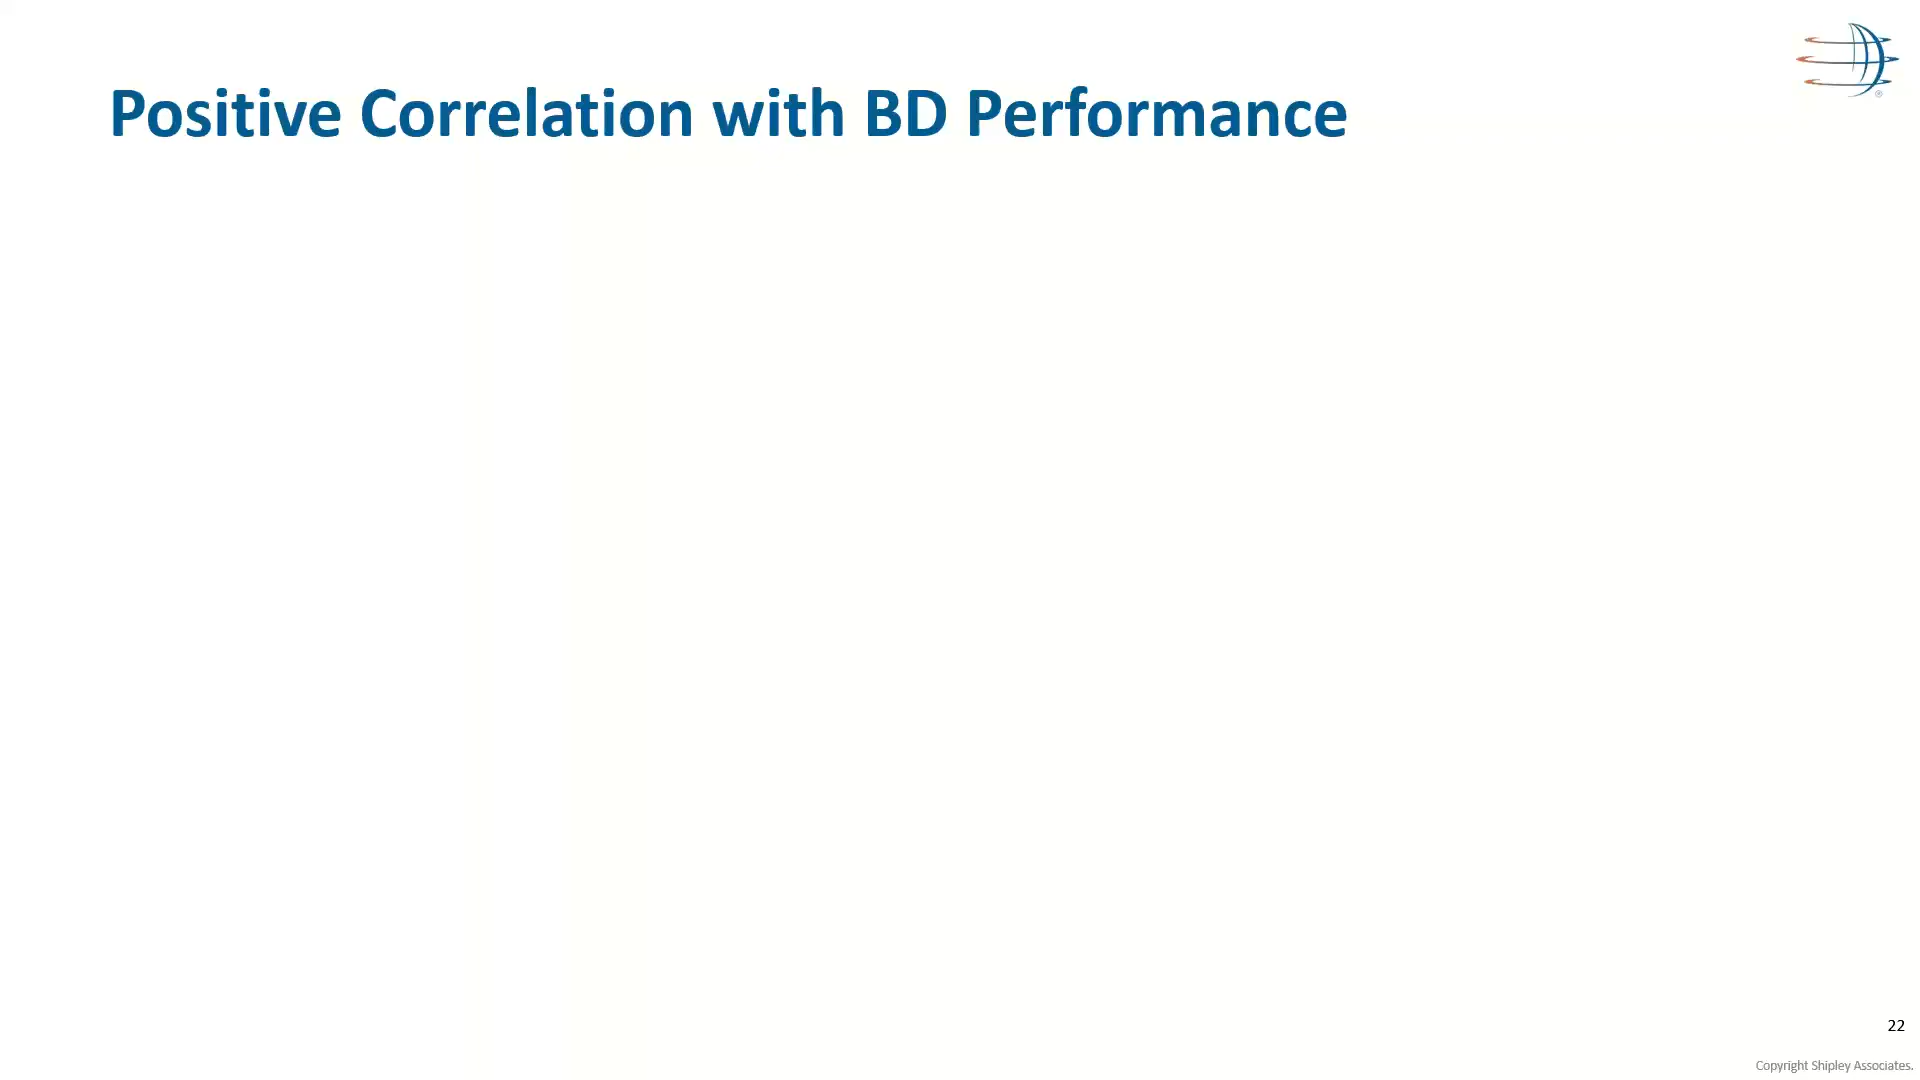 Positive Correlation with BD Performance
®
22
Copyright Shipley Associates.